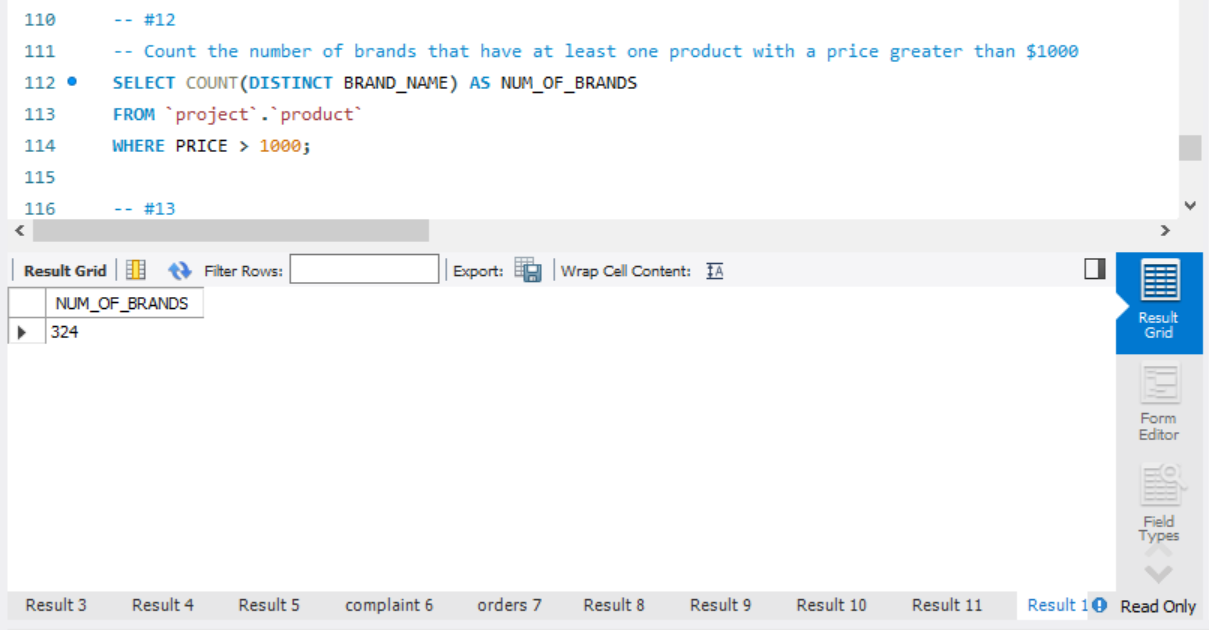 110 -- #12
111 -- Count the number of brands that have at least one product with a price greater than $1000
112 SELECT COUNT(DISTINCT BRAND_NAME) AS NUM_OF_BRANDS
113 FROM `project`.`product`
114 WHERE PRICE > 1000;
115
116 -- #13
Result Grid Filter Rows: Export: Wrap Cell Content: IA
NUM_OF_BRANDS
324
Result
Grid
Form
Editor
Field
Types
Result 3 Result 4 Result 5 complaint 6 orders 7 Result 8 Result 9 Result 10 Result 11 Result 1 Read Only